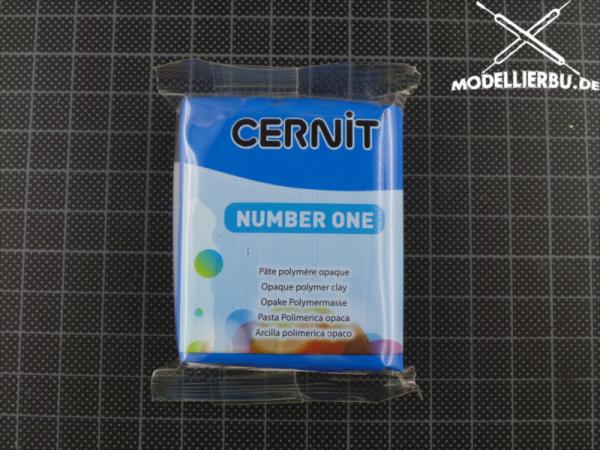 MODELLIERBU.DE
CERNiT
NUMBER ONE
Pâte polymère opaque
Opaque polymer clay
Opake Polymermasse
Pasta Polimerica opaca
Arcilla polimerica opaco